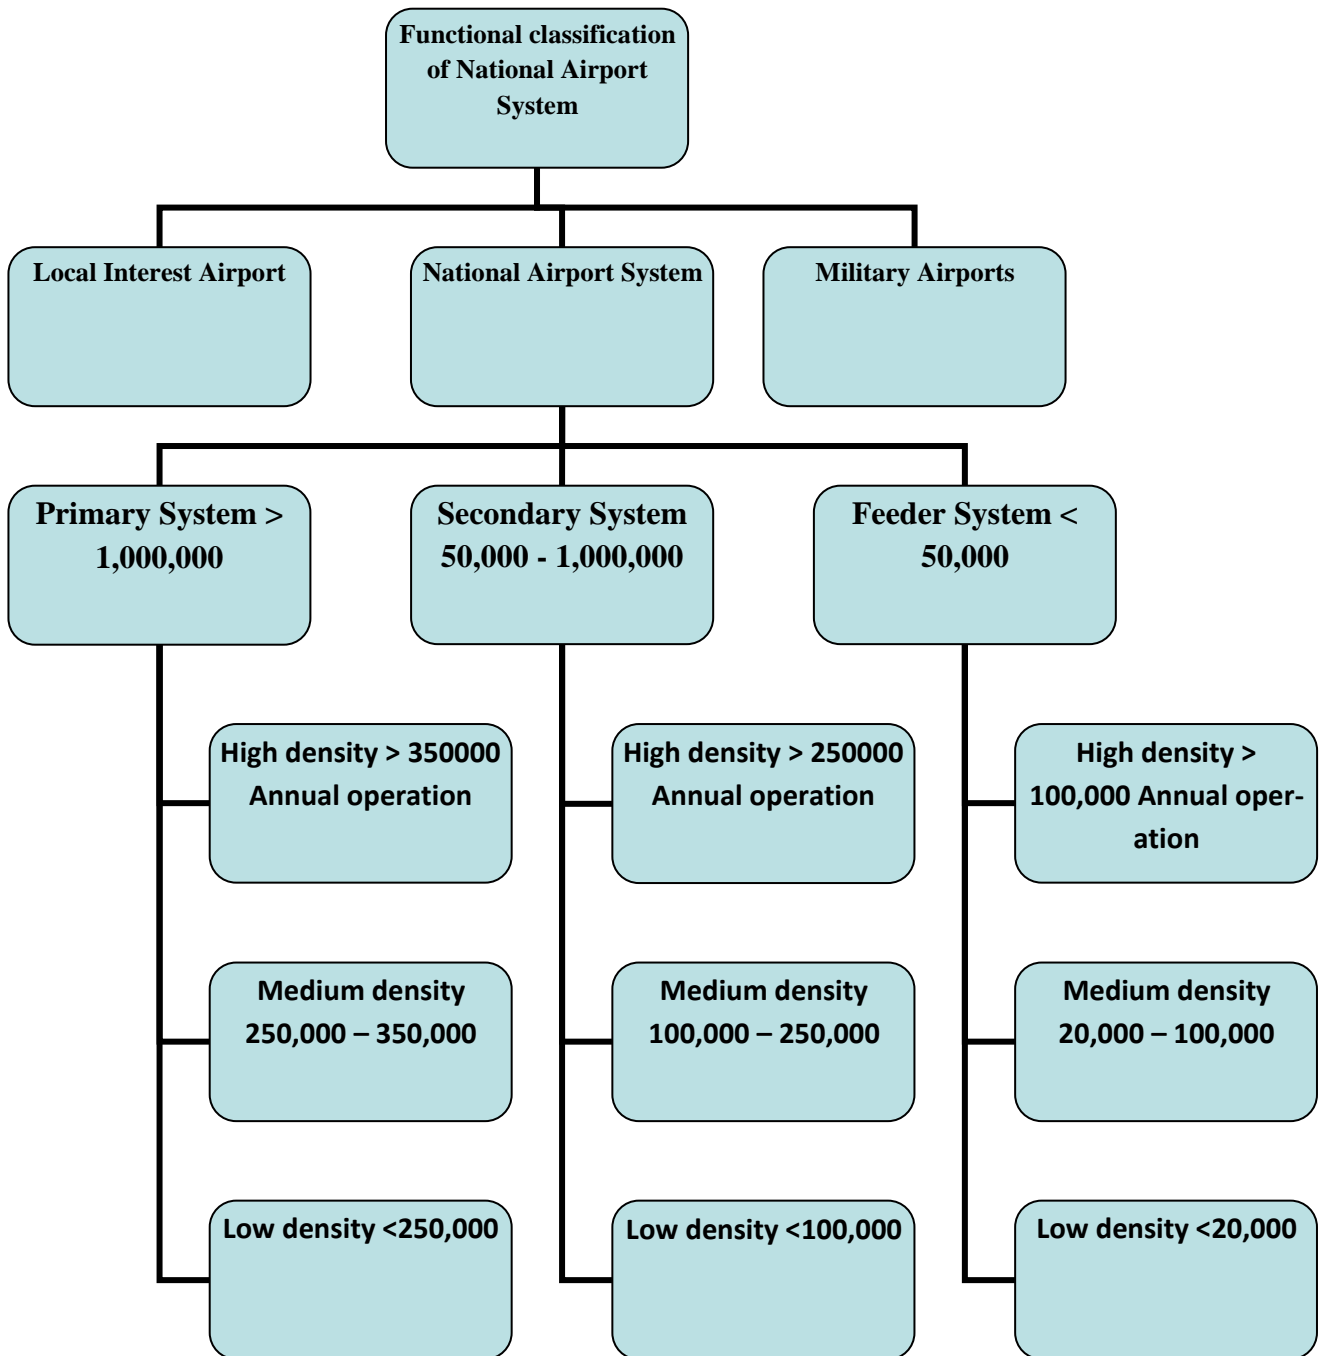 Functional classification
of National Airport
System
Local Interest Airport
National Airport System
Military Airports
Primary System >
1,000,000
Secondary System
50,000 - 1,000,000
Feeder System <
50,000
High density > 350000
Annual operation
High density > 250000
Annual operation
High density >
100,000 Annual oper-
ation
Medium density
250,000 – 350,000
Medium density
100,000 – 250,000
Medium density
20,000 – 100,000
Low density <250,000
Low density <100,000
Low density <20,000